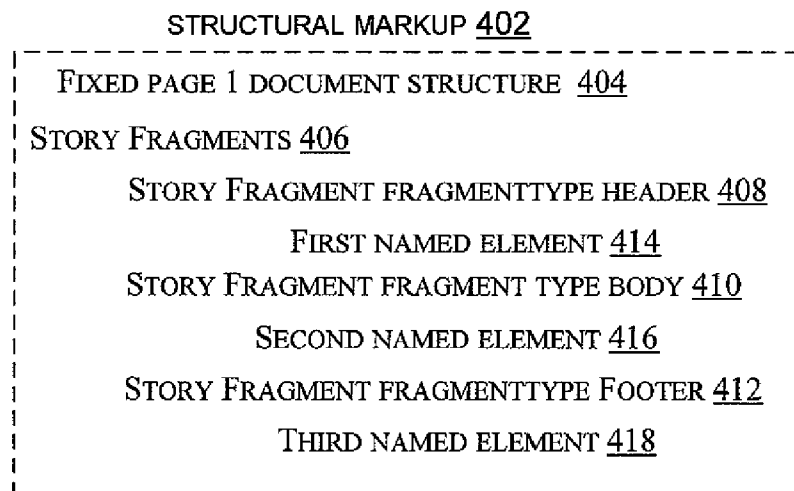 STRUCTURAL MARKUP 402
FIXED PAGE 1 DOCUMENT STRUCTURE 404
STORY FRAGMENTS 406
STORY FRAGMENT FRAGMENTTYPE HEADER 408
FIRST NAMED ELEMENT 414
STORY FRAGMENT FRAGMENT TYPE BODY 410
SECOND NAMED ELEMENT 416
STORY FRAGMENT FRAGMENTTYPE FOOTER 412
THIRD NAMED ELEMENT 418